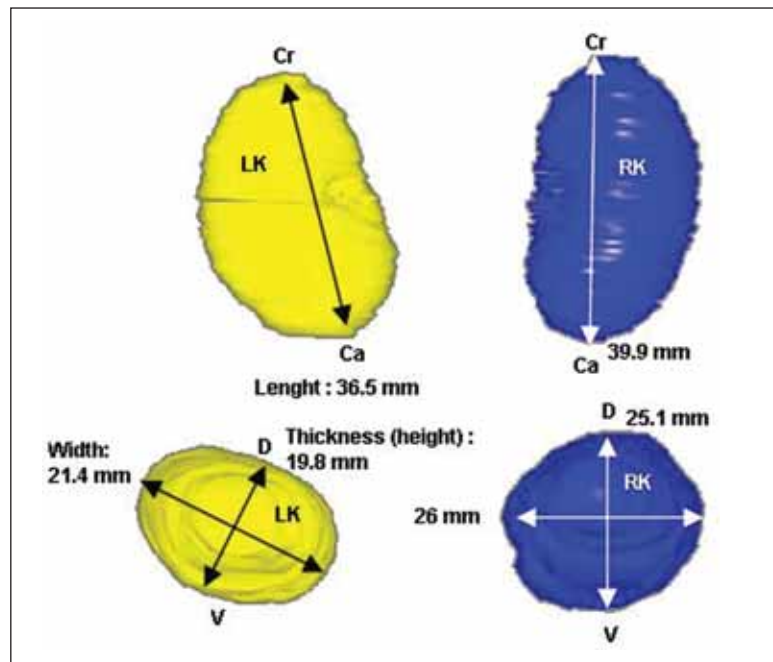 Cr
Cr
LK
RK
Ca
Ca
39.9 mm
Lenght : 36.5 mm
Width:
21.4 mm
D
Thickness (height) :
19.8 mm
LK
V
D
25.1 mm
RK
26 mm
V